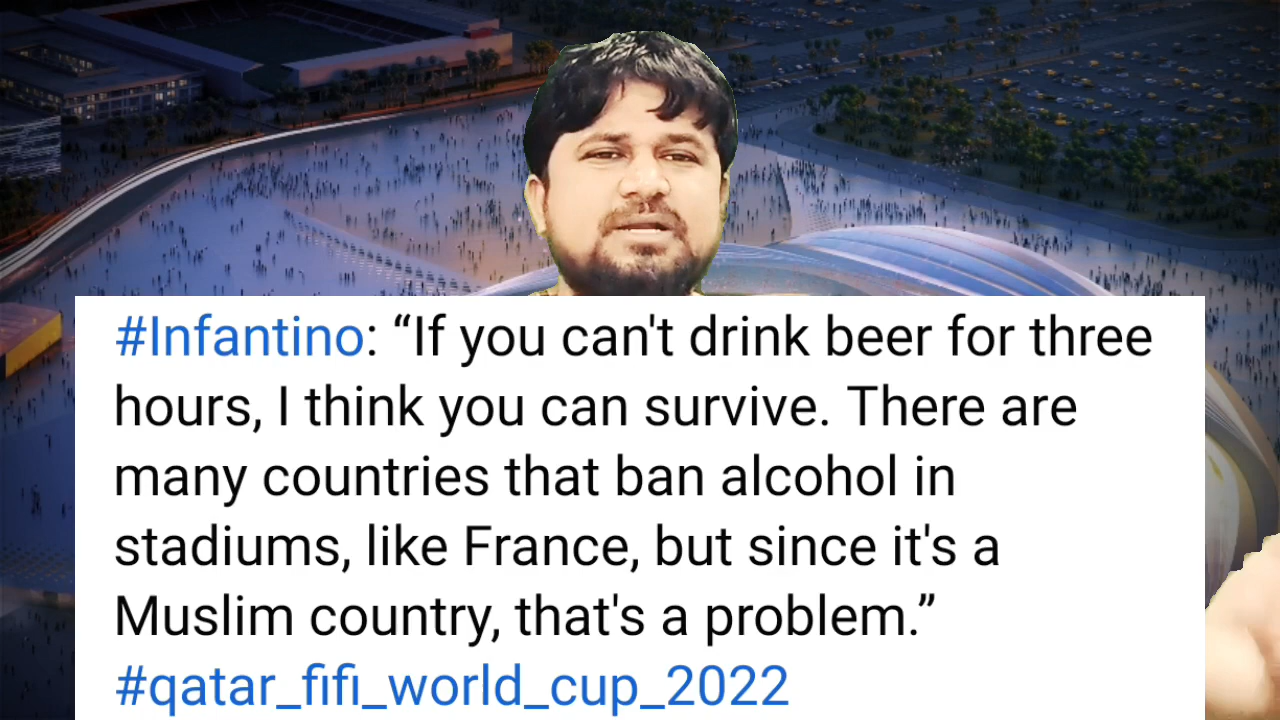 #Infantino: “If you can't drink beer for three
hours, I think you can survive. There are
many countries that ban alcohol in
stadiums, like France, but since it's a
Muslim country, that's a problem.”
#qatar_fifi_world_cup_2022